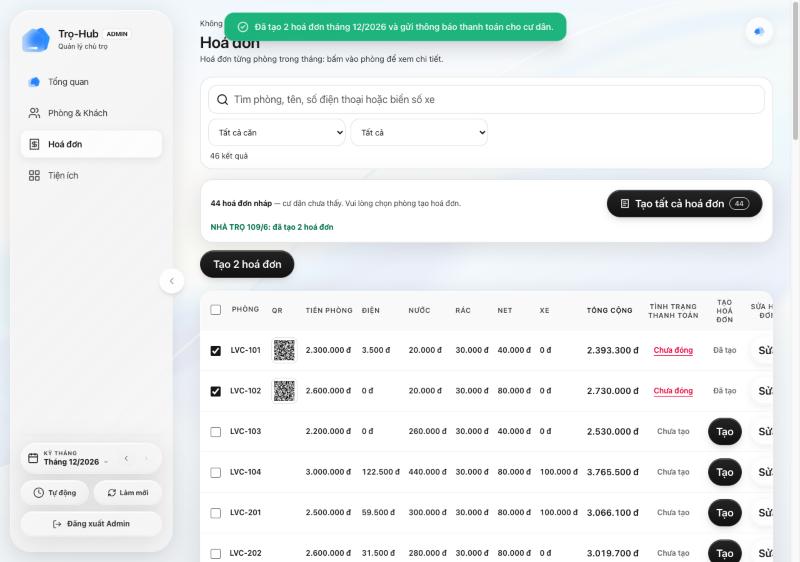 Trọ-Hub ADMIN
Quản lý chủ trọ
Tổng quan
Phòng & Khách
Hoá đơn
Tiện ích
KỲ THÁNG
Tháng 12/2026
Tự động
Làm mới
Đăng xuất Admin
Không
Đã tạo 2 hoá đơn tháng 12/2026 và gửi thông báo thanh toán cho cư dân.
Hoá đơn
Hoá đơn từng phòng trong tháng: bấm vào phòng để xem chi tiết.
Tìm phòng, tên, số điện thoại hoặc biển số xe
Tất cả căn Tất cả
46 kết quả
44 hoá đơn nháp — cư dân chưa thấy. Vui lòng chọn phòng tạo hoá đơn.
Tạo tất cả hoá đơn 44
NHÀ TRỌ 109/6: đã tạo 2 hoá đơn
Tạo 2 hoá đơn
PHÒNG QR TIỀN PHÒNG ĐIỆN NƯỚC RÁC NET XE TỔNG CỘNG TÌNH TRẠNG THANH TOÁN TẠO HOÁ ĐƠN SỬA
LVC-101 2.300.000 đ 3.500 đ 20.000 đ 30.000 đ 40.000 đ 0 đ 2.393.300 đ Chưa đóng Đã tạo
LVC-102 2.600.000 đ 0 đ 20.000 đ 30.000 đ 80.000 đ 0 đ 2.730.000 đ Chưa đóng Đã tạo
LVC-103 2.200.000 đ 0 đ 260.000 đ 30.000 đ 40.000 đ 0 đ 2.530.000 đ Chưa tạo Tạo
LVC-104 3.000.000 đ 122.500 đ 440.000 đ 30.000 đ 80.000 đ 100.000 đ 3.765.500 đ Chưa tạo Tạo
LVC-201 2.500.000 đ 59.500 đ 300.000 đ 30.000 đ 80.000 đ 100.000 đ 3.066.100 đ Chưa tạo Tạo
LVC-202 2.600.000 đ 31.500 đ 280.000 đ 30.000 đ 80.000 đ 0 đ 3.019.700 đ Chưa tạo Tạo